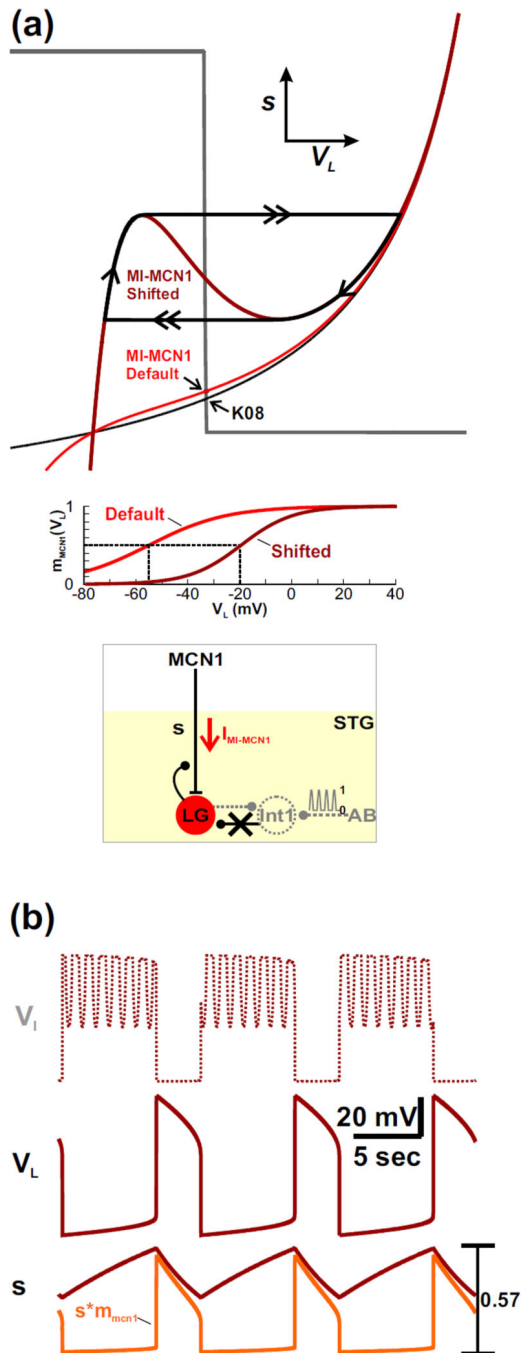 (a)
s
V_L
MI-MCN1
Shifted
MI-MCN1
Default
K08
1
Default
Shifted
m_MCN1(V_L)
0
-80 -60 -40 -20 0 20 40
V_L (mV)
MCN1
STG
s
I_MI-MCN1
1
0
LG
Int1
AB
(b)
V_I
20 mV
5 sec
V_L
s
s*m_mcn1
0.57